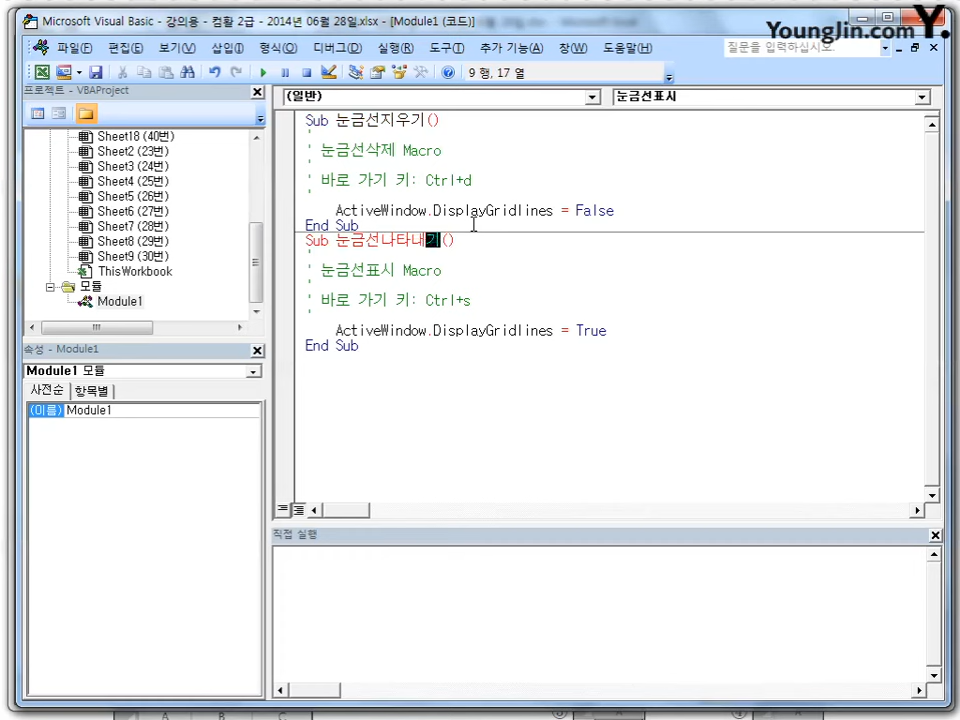 Microsoft Visual Basic - 강의용 - 컴활 2급 - 2014년 06월 28일.xlsx - [Module1 (코드)]
YoungJin.com Y.
파일(F) 편집(E) 보기(V) 삽입(I) 형식(O) 디버그(D) 실행(R) 도구(T) 추가 기능(A) 창(W) 도움말(H) 질문을 입력하십시오.
9 행, 17 열
프로젝트 - VBAProject
(일반)
눈금선표시
Sheet18 (40번)
Sheet2 (23번)
Sheet3 (24번)
Sheet4 (25번)
Sheet5 (26번)
Sheet6 (27번)
Sheet7 (28번)
Sheet8 (29번)
Sheet9 (30번)
ThisWorkbook
모듈
Module1
속성 - Module1
Module1 모듈
사전순 항목별
(이름) Module1
Sub 눈금선지우기()
'
' 눈금선삭제 Macro
'
' 바로 가기 키: Ctrl+d
'
ActiveWindow.DisplayGridlines = False
End Sub
Sub 눈금선나타내기()
'
' 눈금선표시 Macro
'
' 바로 가기 키: Ctrl+s
'
ActiveWindow.DisplayGridlines = True
End Sub
직접 실행
A B C